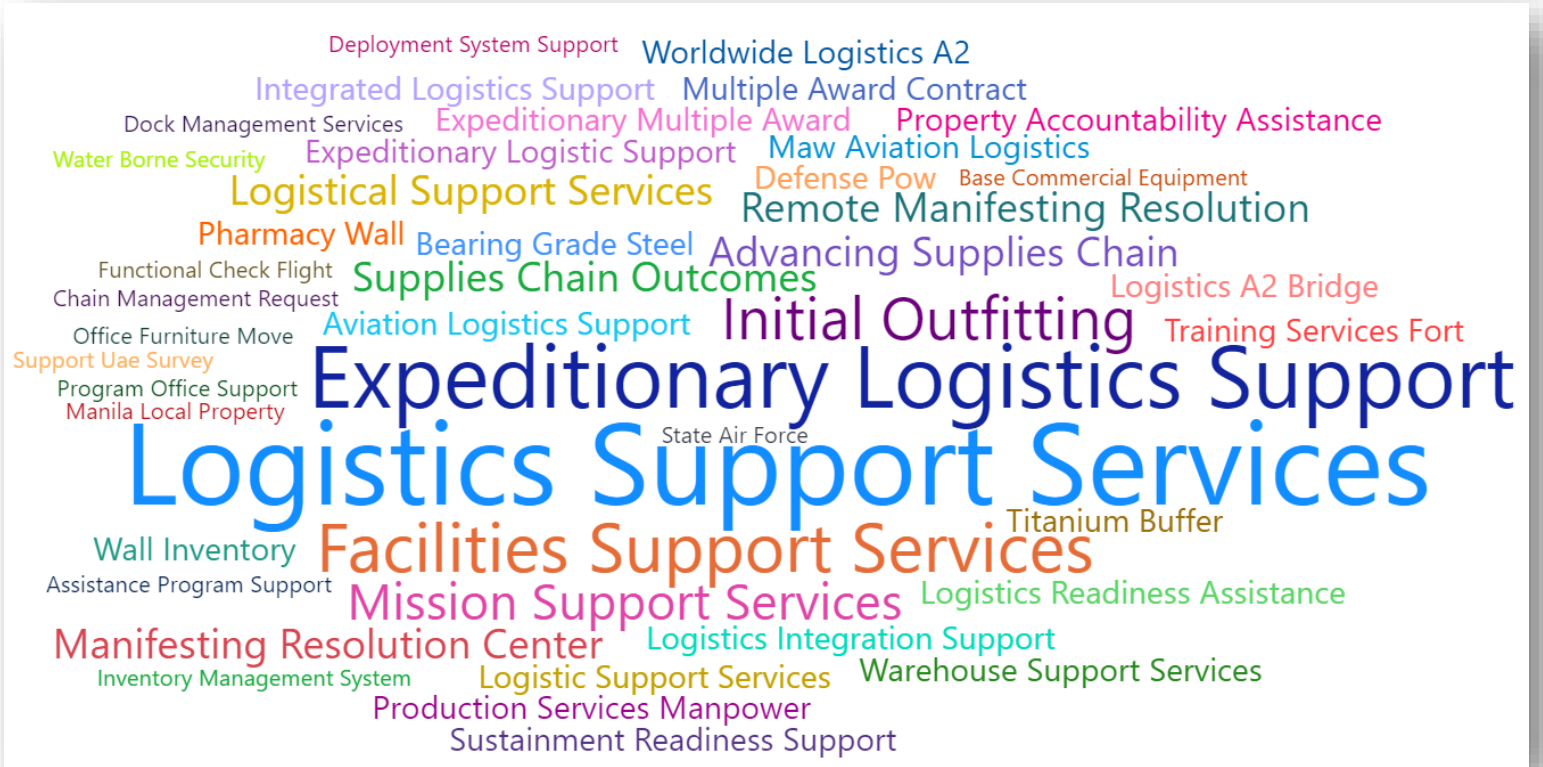 Deployment System Support
Worldwide Logistics A2
Integrated Logistics Support
Multiple Award Contract
Dock Management Services
Expeditionary Multiple Award
Property Accountability Assistance
Water Borne Security
Expeditionary Logistic Support
Maw Aviation Logistics
Logistical Support Services
Defense Pow
Base Commercial Equipment
Remote Manifesting Resolution
Pharmacy Wall
Bearing Grade Steel
Advancing Supplies Chain
Functional Check Flight
Supplies Chain Outcomes
Logistics A2 Bridge
Chain Management Request
Initial Outfitting
Office Furniture Move
Aviation Logistics Support
Training Services Fort
Support Uae Survey
Expeditionary Logistics Support
Program Office Support
Manila Local Property
State Air Force
Logistics Support Services
Titanium Buffer
Wall Inventory
Facilities Support Services
Assistance Program Support
Mission Support Services
Logistics Readiness Assistance
Manifesting Resolution Center
Logistics Integration Support
Inventory Management System
Logistic Support Services
Warehouse Support Services
Production Services Manpower
Sustainment Readiness Support